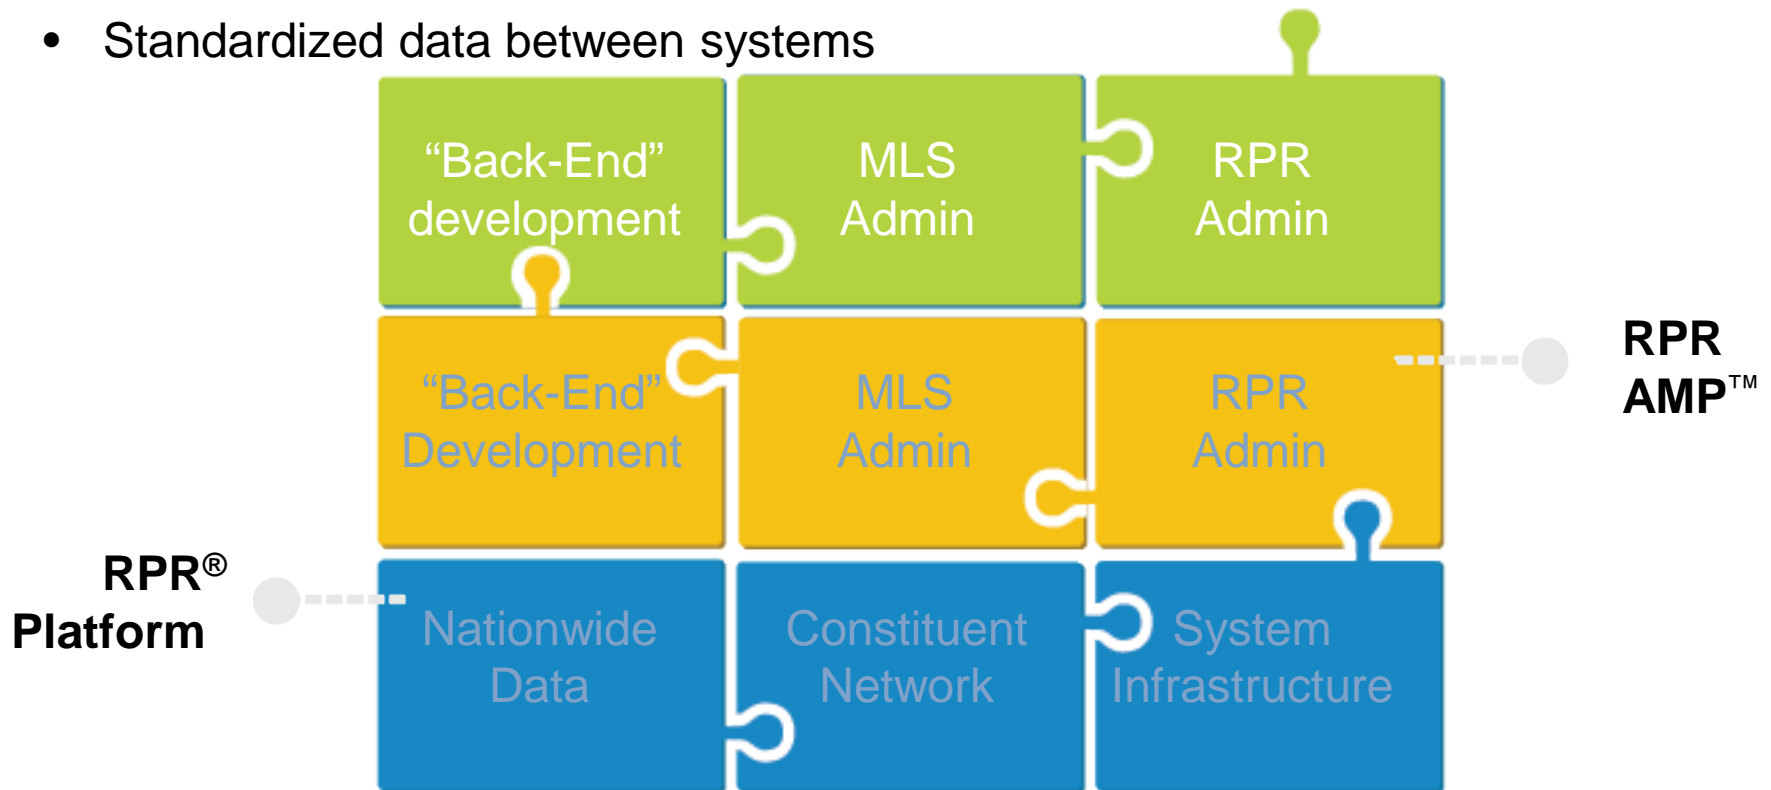 • Standardized data between systems
“Back-End”
development
MLS
Admin
RPR
Admin
“Back-End”
Development
MLS
Admin
RPR
Admin
RPR
AMP™
RPR®
Platform
Nationwide
Data
Constituent
Network
System
Infrastructure